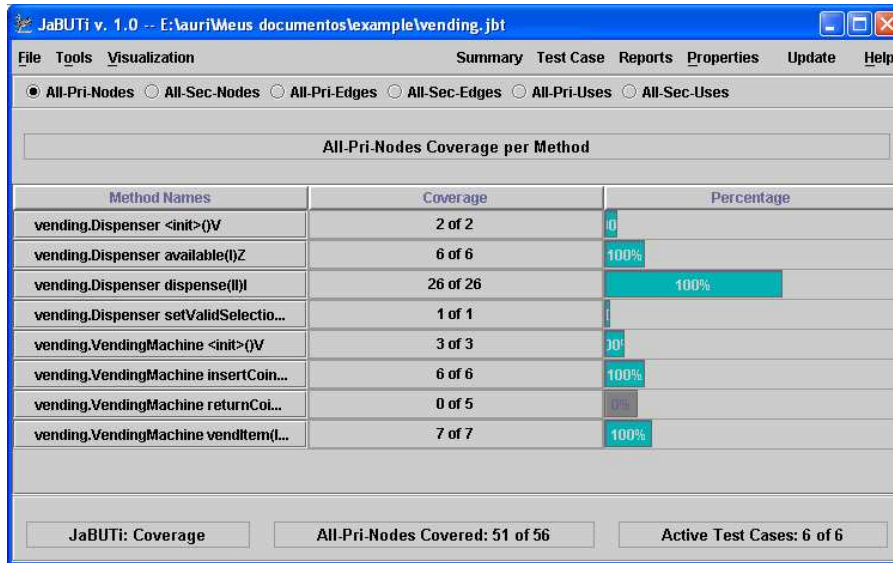 JaBUTi v. 1.0 -- E:\auri\Meus documentos\example\vending.jbt
File Tools Visualization Summary Test Case Reports Properties Update Help
All-Pri-Nodes All-Sec-Nodes All-Pri-Edges All-Sec-Edges All-Pri-Uses All-Sec-Uses
All-Pri-Nodes Coverage per Method
Method Names Coverage Percentage
vending.Dispenser <init>()V 2 of 2
vending.Dispenser available(I)Z 6 of 6 100%
vending.Dispenser dispense(II)I 26 of 26 100%
vending.Dispenser setValidSelectio... 1 of 1
vending.VendingMachine <init>()V 3 of 3
vending.VendingMachine insertCoin... 6 of 6 100%
vending.VendingMachine returnCoi... 0 of 5 0%
vending.VendingMachine vendItem(I... 7 of 7 100%
JaBUTi: Coverage All-Pri-Nodes Covered: 51 of 56 Active Test Cases: 6 of 6